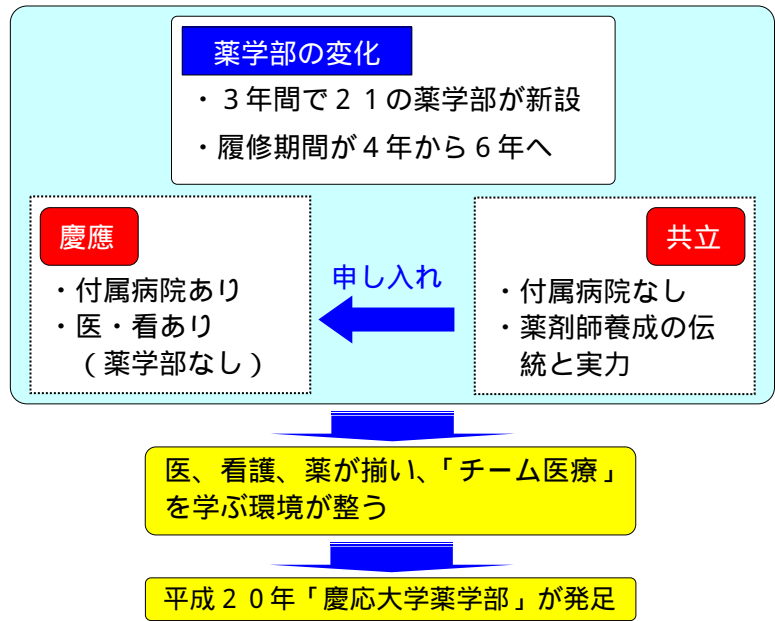 薬学部の変化
・３年間で２１の薬学部が新設
・履修期間が４年から６年へ
慶應
・付属病院あり
・医・看あり
（薬学部なし）
申し入れ
共立
・付属病院なし
・薬剤師養成の伝
統と実力
医、看護、薬が揃い、「チーム医療」
を学ぶ環境が整う
平成２０年「慶応大学薬学部」が発足